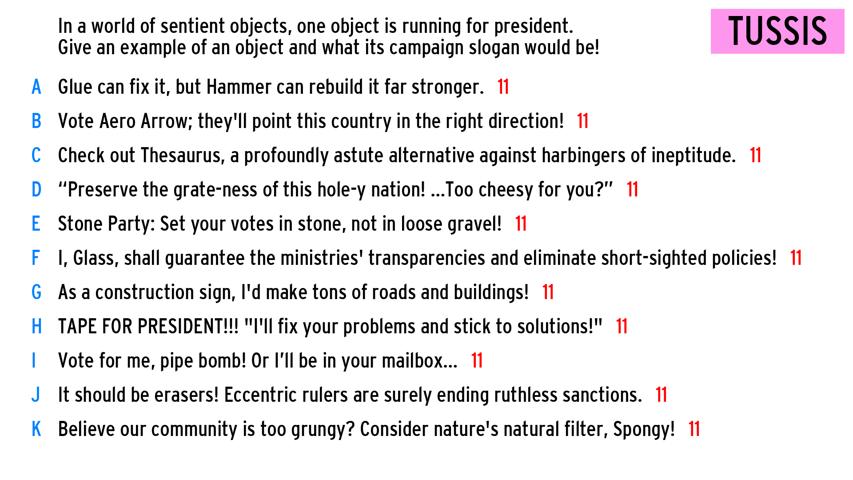 In a world of sentient objects, one object is running for president.
Give an example of an object and what its campaign slogan would be!
TUSSIS
A Glue can fix it, but Hammer can rebuild it far stronger. 11
B Vote Aero Arrow; they'll point this country in the right direction! 11
C Check out Thesaurus, a profoundly astute alternative against harbingers of ineptitude. 11
D “Preserve the grate-ness of this hole-y nation! ...Too cheesy for you?” 11
E Stone Party: Set your votes in stone, not in loose gravel! 11
F I, Glass, shall guarantee the ministries' transparencies and eliminate short-sighted policies! 11
G As a construction sign, I'd make tons of roads and buildings! 11
H TAPE FOR PRESIDENT!!! "I'll fix your problems and stick to solutions!" 11
I Vote for me, pipe bomb! Or I’ll be in your mailbox... 11
J It should be erasers! Eccentric rulers are surely ending ruthless sanctions. 11
K Believe our community is too grungy? Consider nature's natural filter, Spongy! 11